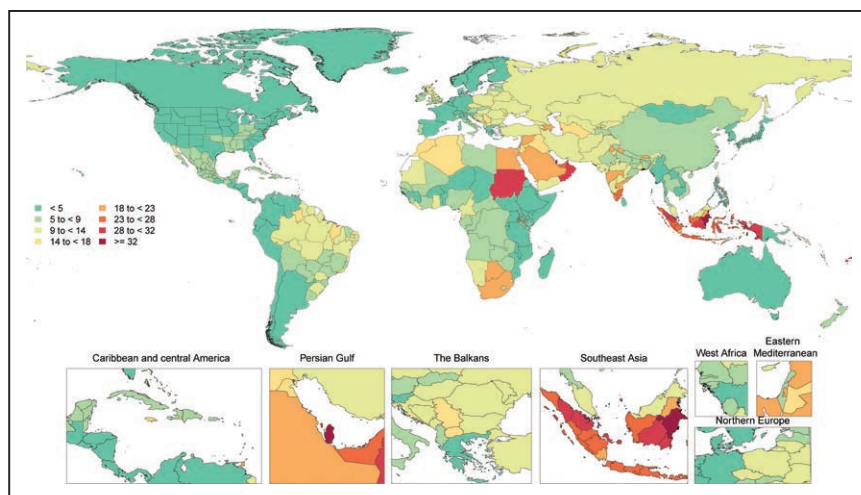 < 5
5 to < 9
9 to < 14
14 to < 18
18 to < 23
23 to < 28
28 to < 32
>= 32
Caribbean and central America
Persian Gulf
The Balkans
Southeast Asia
West Africa
Eastern
Mediterranean
Northern Europe